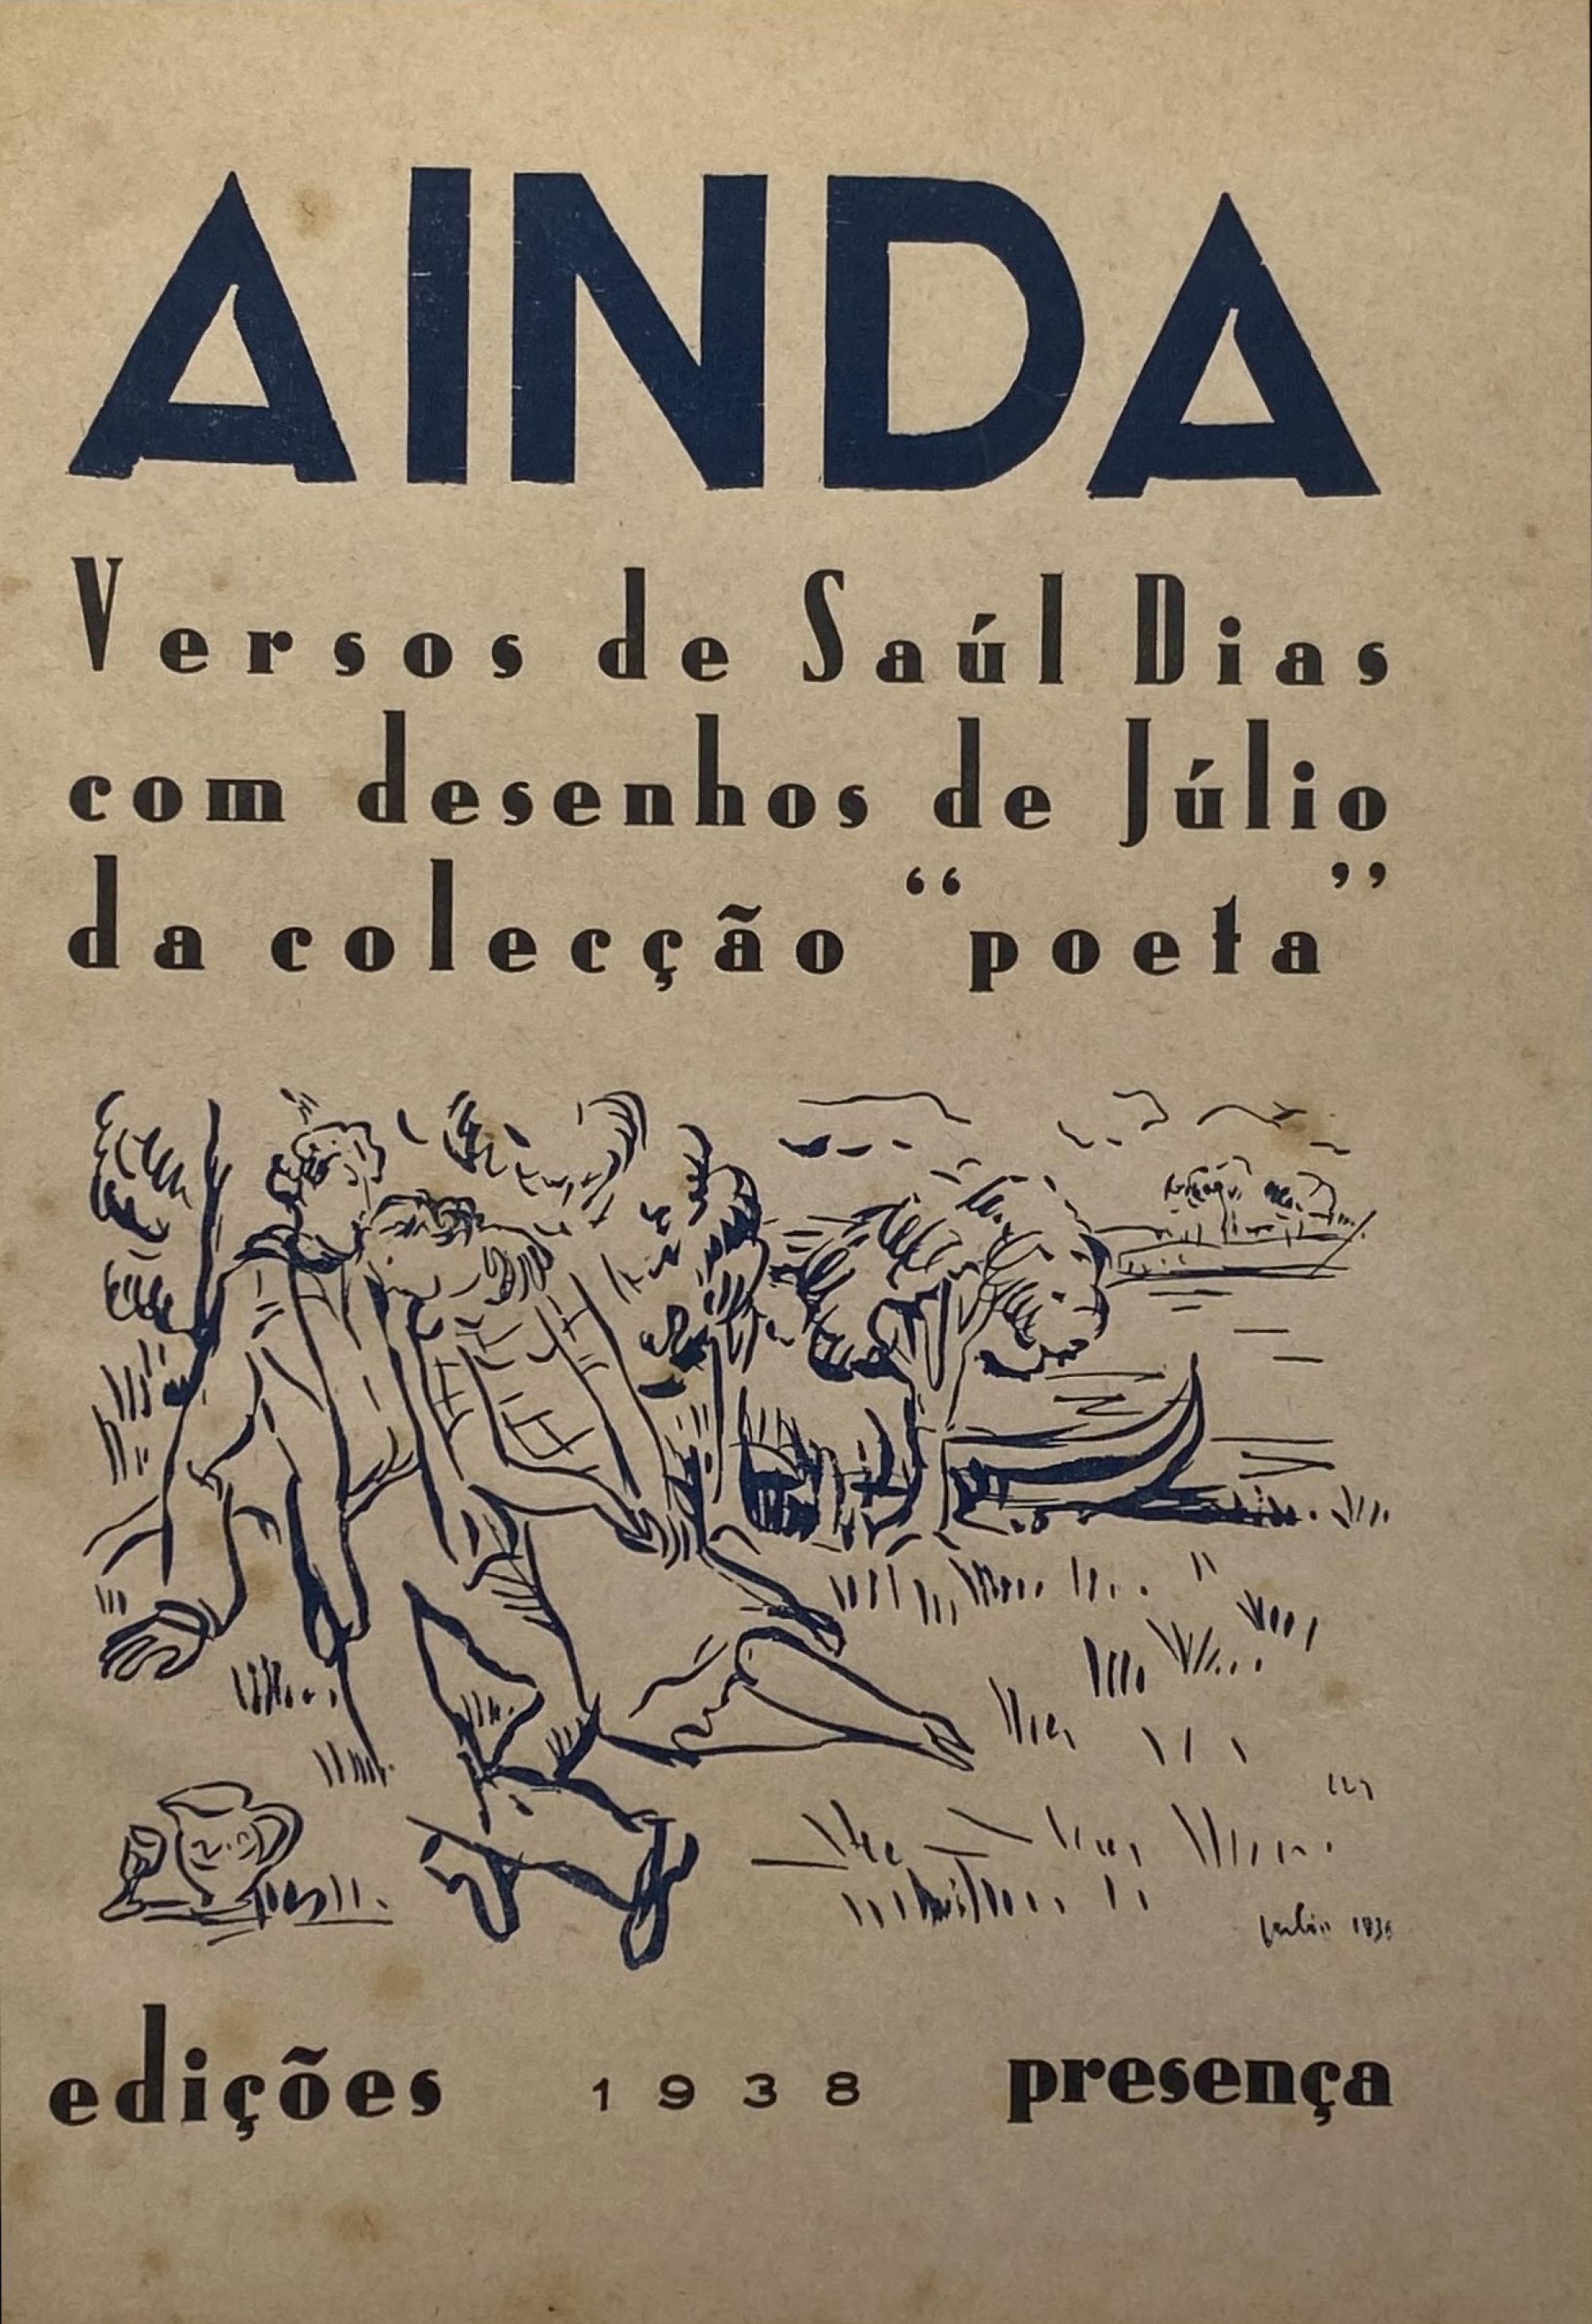 AINDA
Versos de Saúl Dias
com desenhos de Júlio
da colecção “poeta”
edições 1938 presença